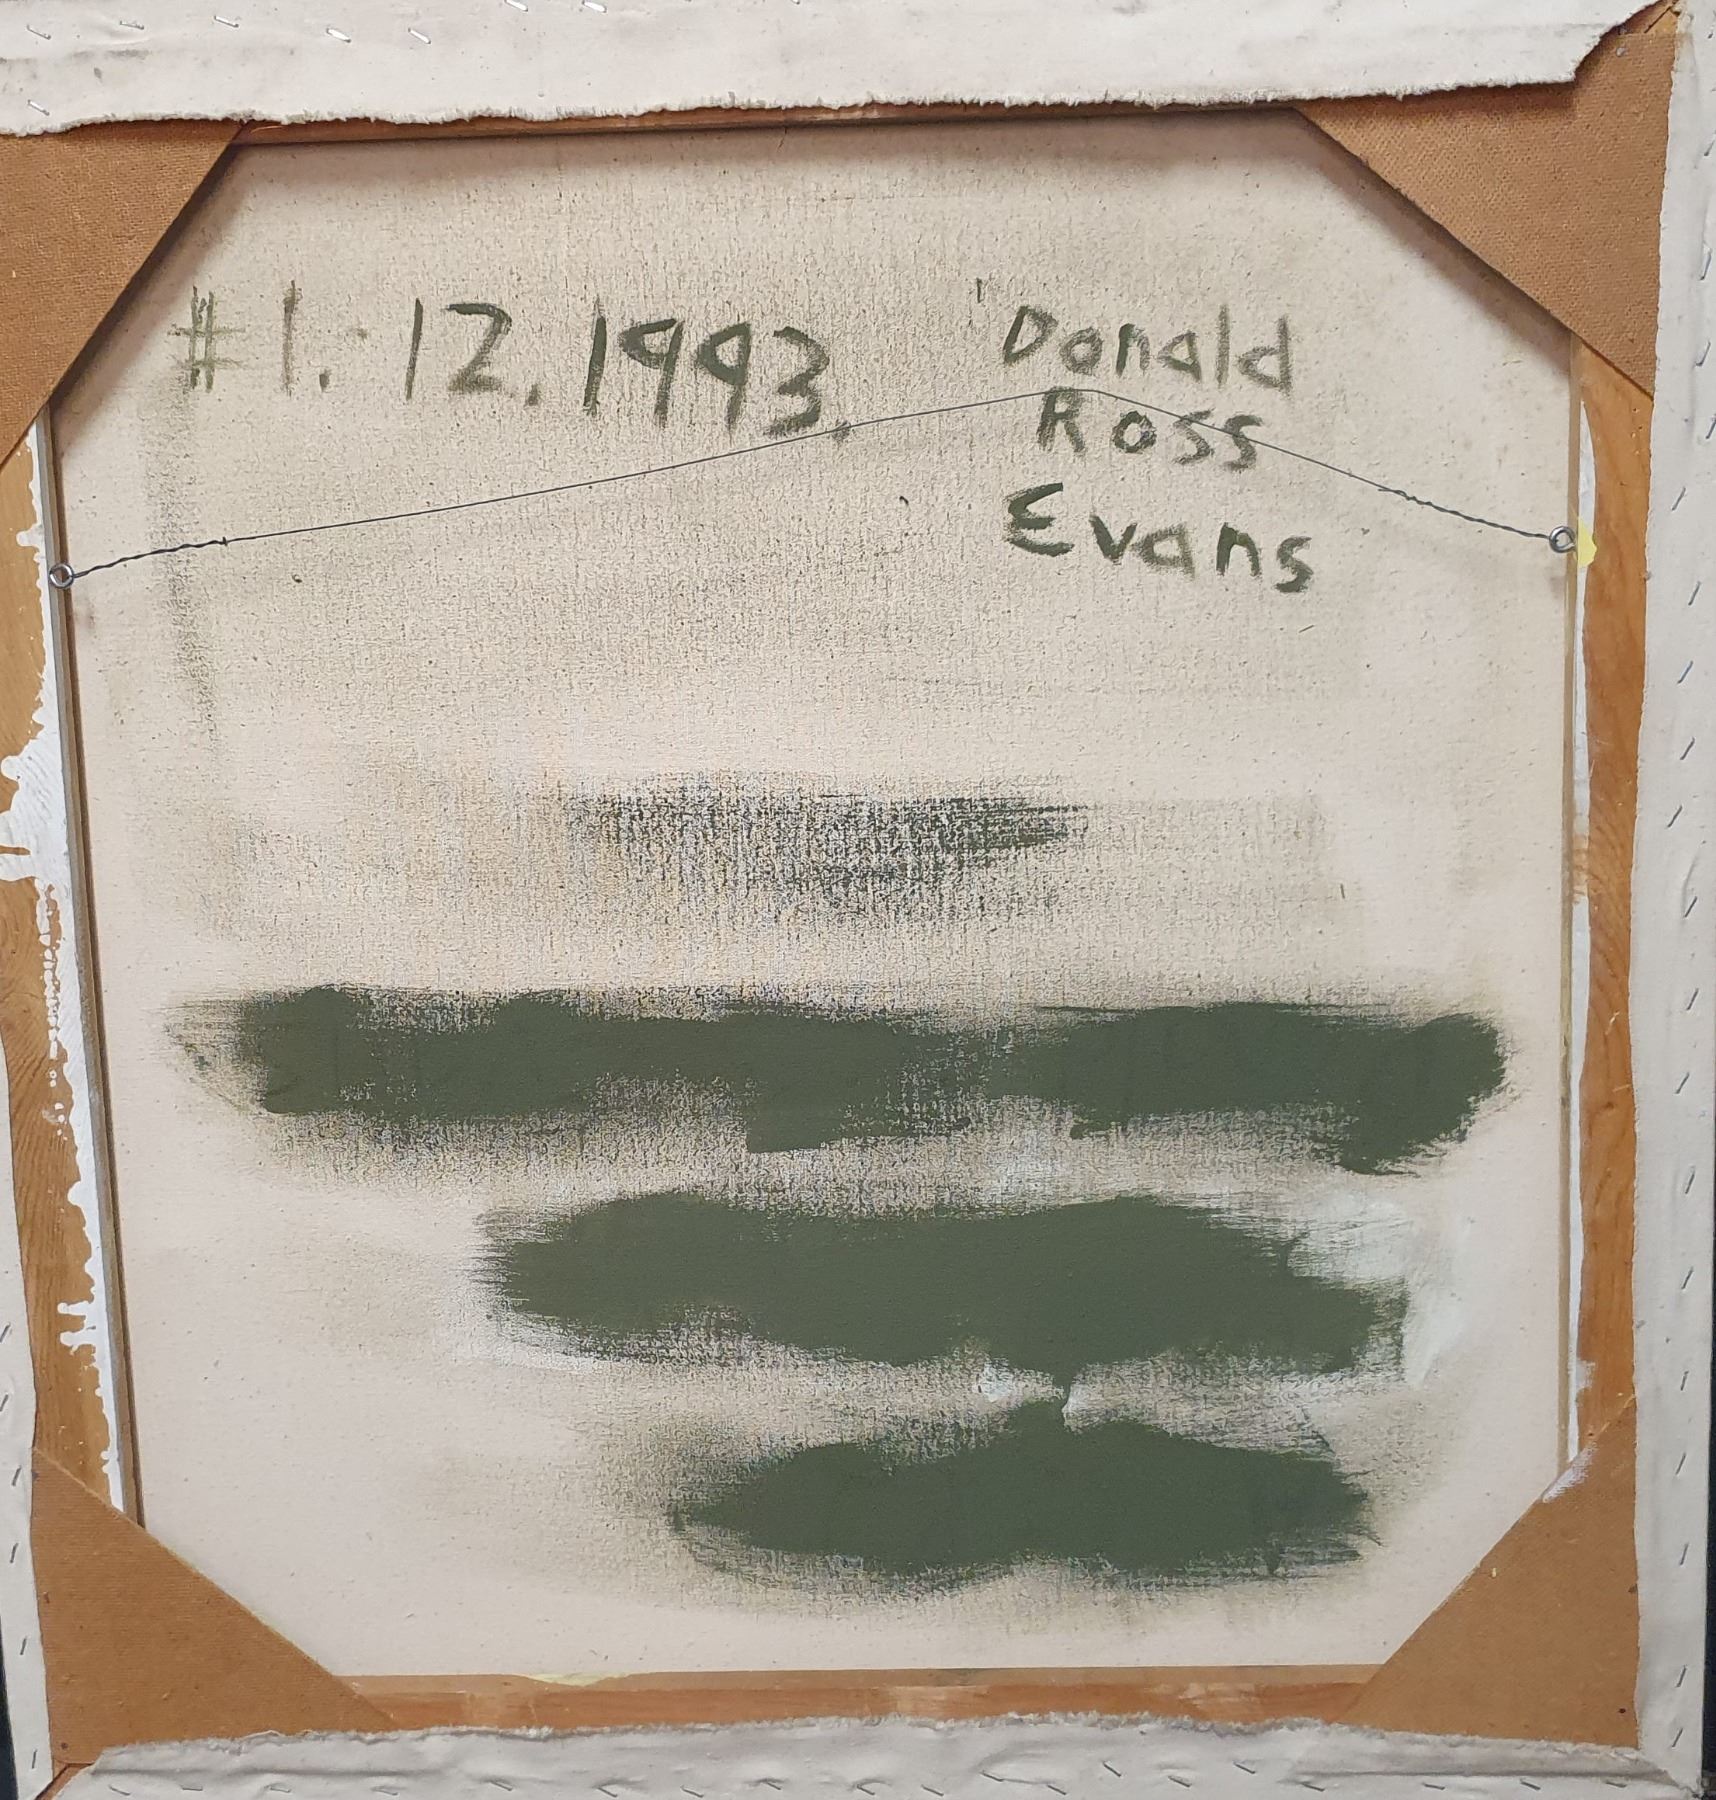 #1. 12. 1993.
Donald
Ross
Evans